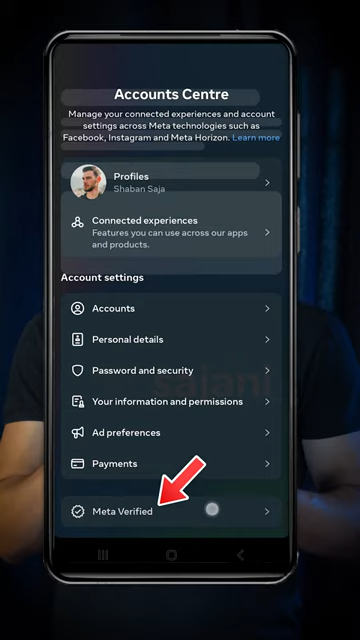 Accounts Centre
Manage your connected experiences and account
settings across Meta technologies such as
Facebook, Instagram and Meta Horizon. Learn more
Profiles
Shaban Saja
Connected experiences
Features you can use across our apps
and products.
Account settings
Accounts
Personal details
Password and security
sajani
Your information and permissions
Ad preferences
Payments
Meta Verified